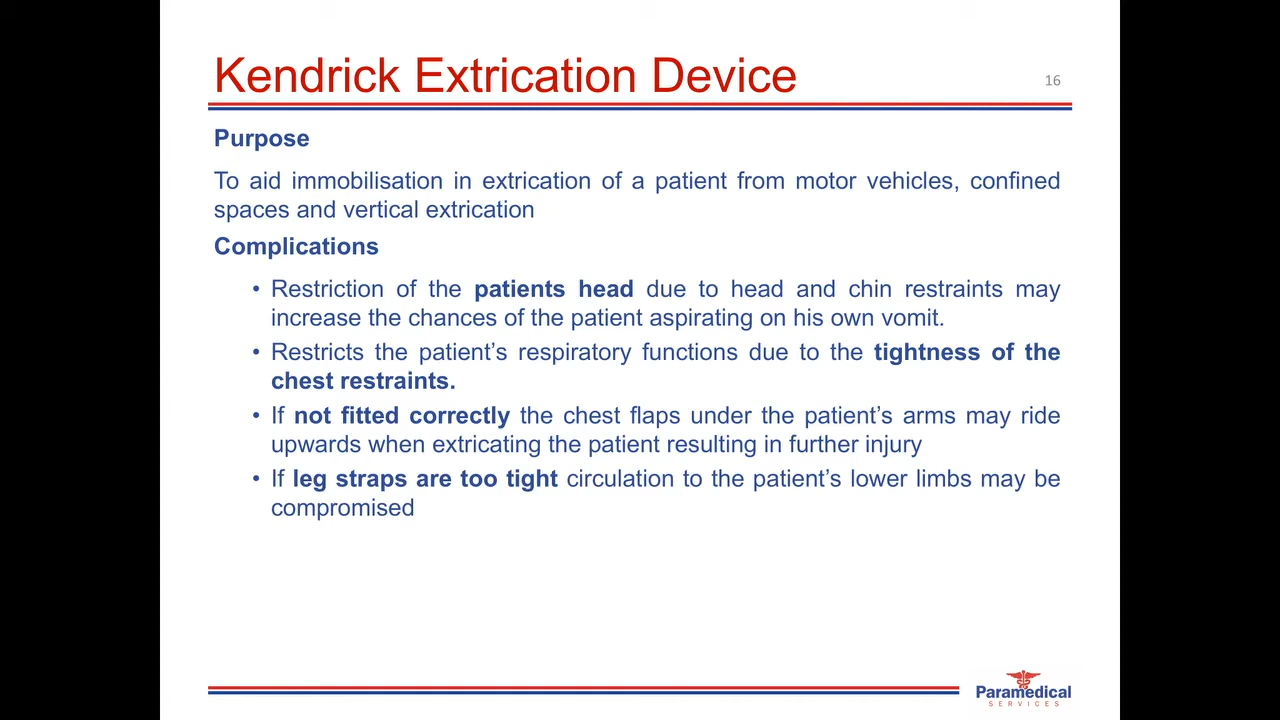 Kendrick Extrication Device
16
Purpose
To aid immobilisation in extrication of a patient from motor vehicles, confined
spaces and vertical extrication
Complications
• Restriction of the patients head due to head and chin restraints may
increase the chances of the patient aspirating on his own vomit.
• Restricts the patient’s respiratory functions due to the tightness of the
chest restraints.
• If not fitted correctly the chest flaps under the patient’s arms may ride
upwards when extricating the patient resulting in further injury
• If leg straps are too tight circulation to the patient’s lower limbs may be
compromised
Paramedical
SERVICES